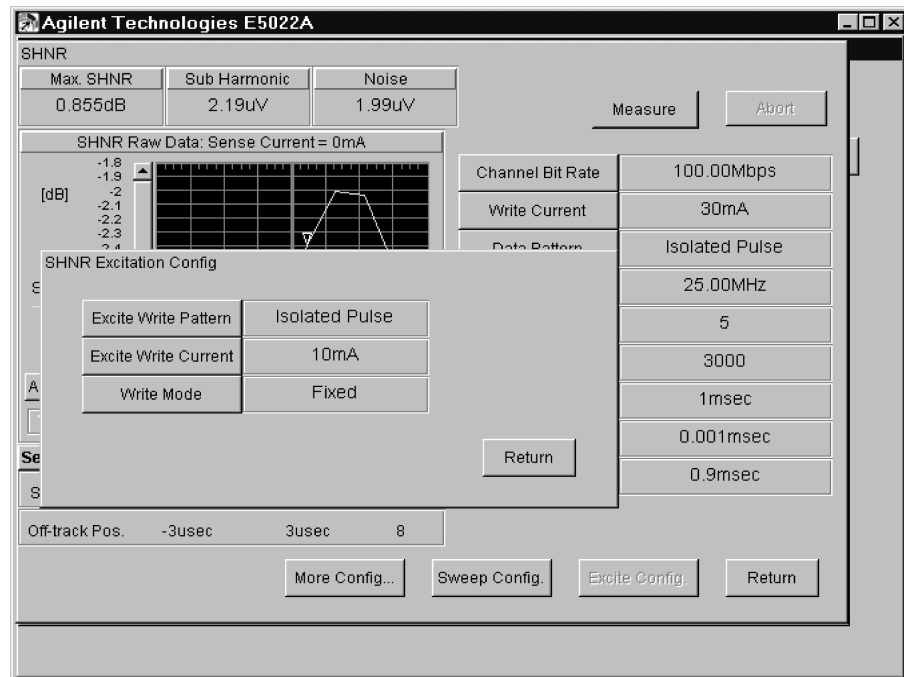 Agilent Technologies E5022A
SHNR
Max. SHNR Sub Harmonic Noise
0.855dB 2.19uV 1.99uV
Measure Abort
SHNR Raw Data: Sense Current = 0mA
-1.8
-1.9
[dB] -2
-2.1
-2.2
-2.3
-2.4
Channel Bit Rate 100.00Mbps
Write Current 30mA
Data Pattern Isolated Pulse
25.00MHz
5
3000
1msec
0.001msec
0.9msec
SHNR Excitation Config
Excite Write Pattern Isolated Pulse
Excite Write Current 10mA
Write Mode Fixed
Return
Se
S
A
Off-track Pos. -3usec 3usec 8
More Config... Sweep Config. Excite Config. Return